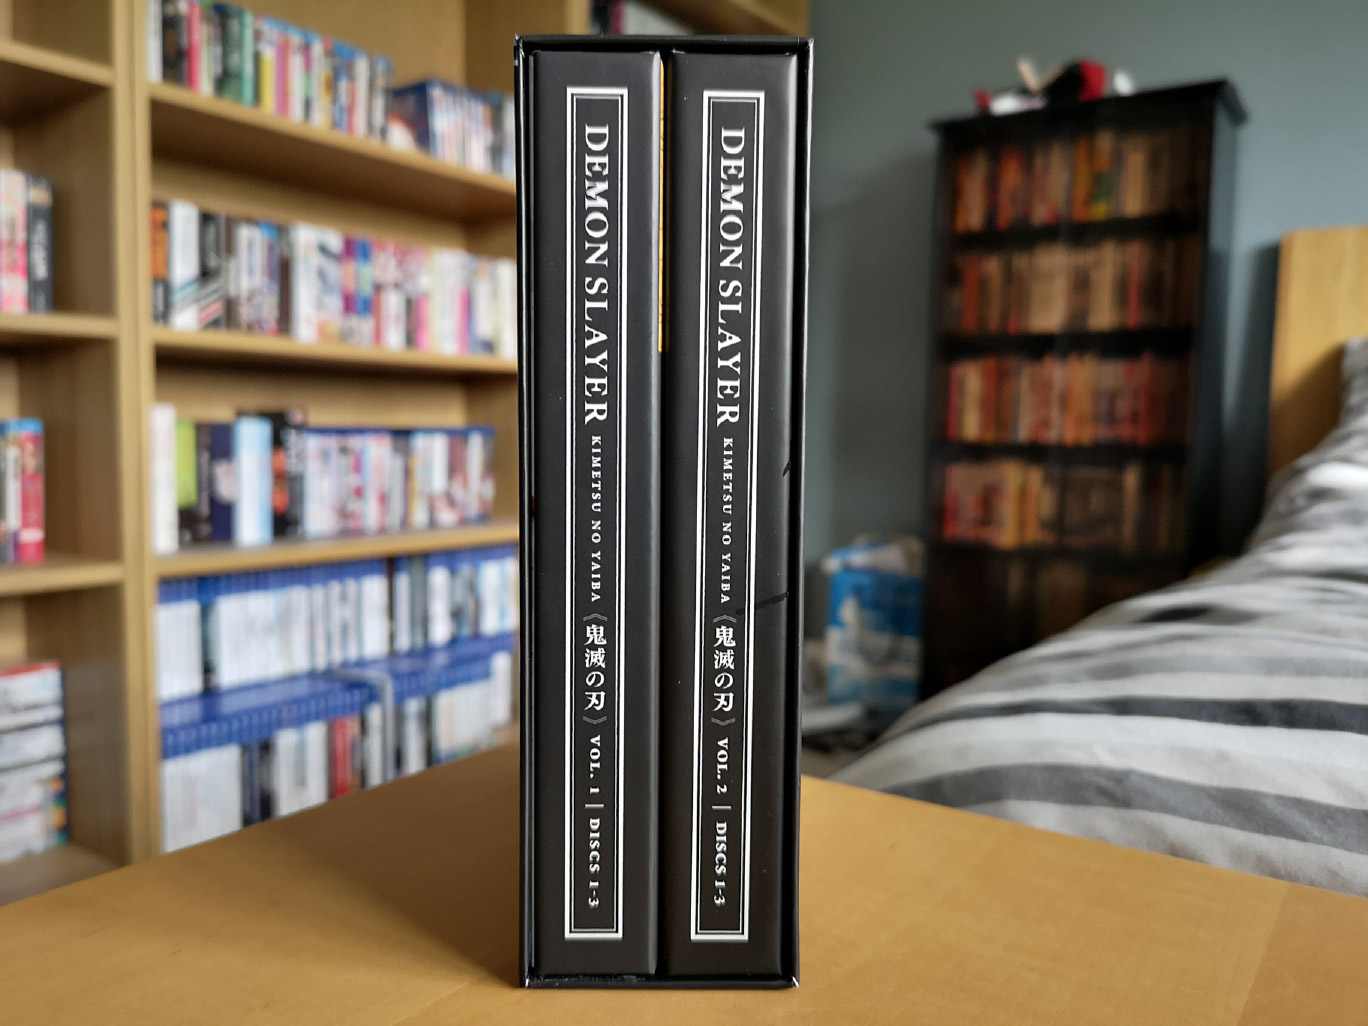 DEMON SLAYER KIMETSU NO YAIBA 《鬼滅の刃》 VOL. 1 | DISCS 1-3
DEMON SLAYER KIMETSU NO YAIBA 《鬼滅の刃》 VOL. 2 | DISCS 1-3